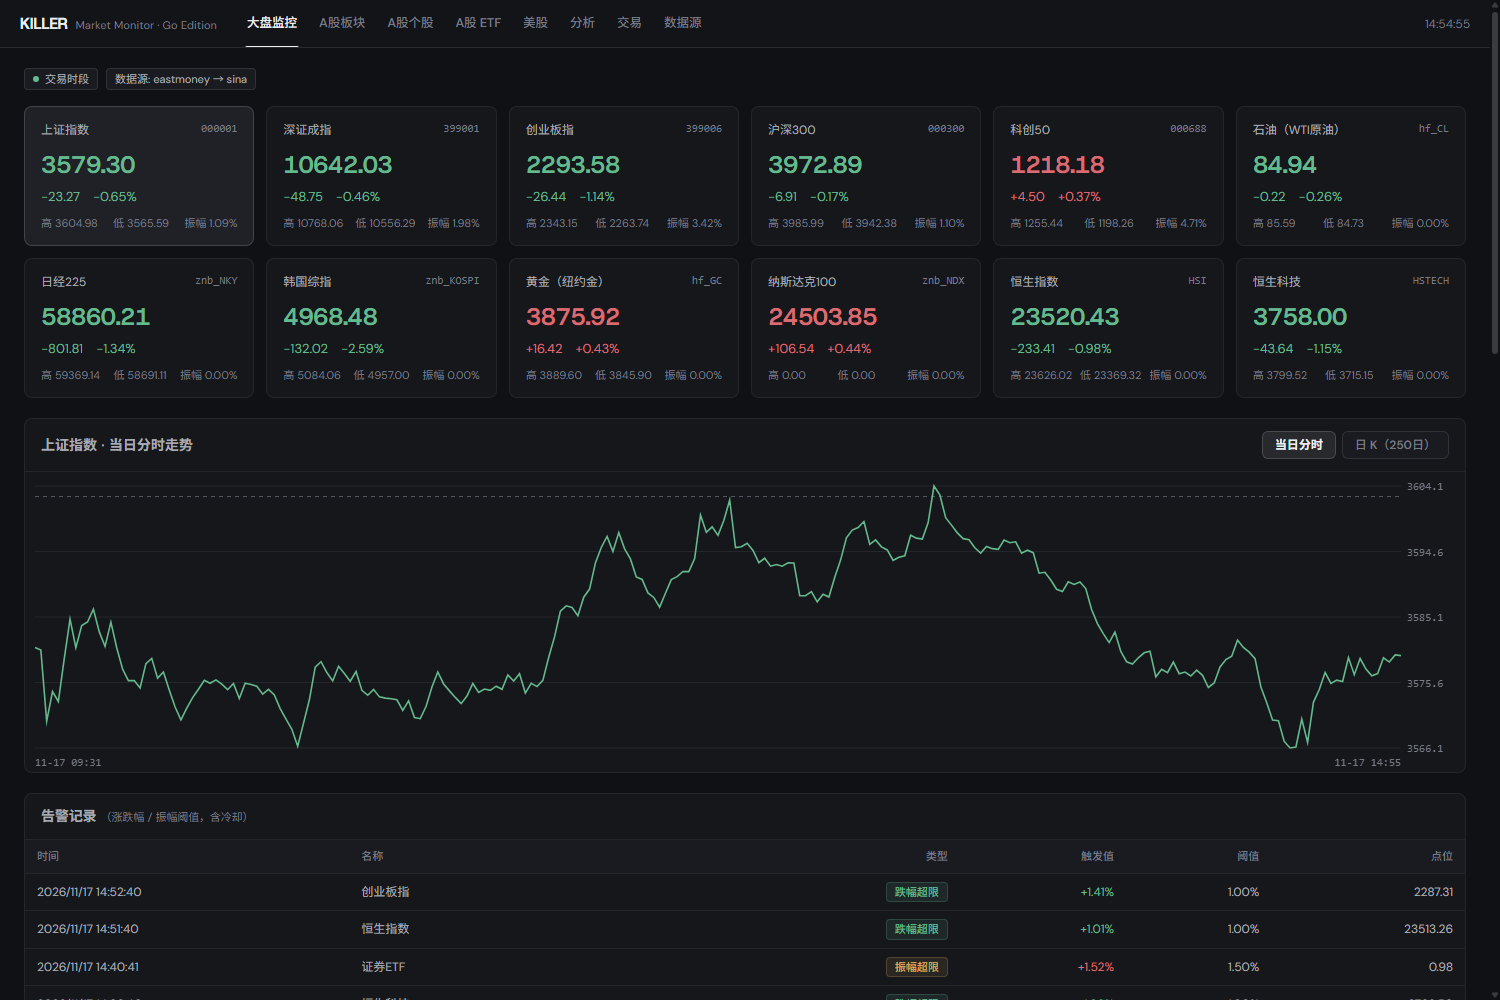 KILLER Market Monitor · Go Edition 大盘监控 A股板块 A股个股 A股 ETF 美股 分析 交易 数据源 14:54:55
交易时段 数据源: eastmoney → sina
上证指数 000001
3579.30
-23.27 -0.65%
高 3604.98 低 3565.59 振幅 1.09%
深证成指 399001
10642.03
-48.75 -0.46%
高 10768.06 低 10556.29 振幅 1.98%
创业板指 399006
2293.58
-26.44 -1.14%
高 2343.15 低 2263.74 振幅 3.42%
沪深300 000300
3972.89
-6.91 -0.17%
高 3985.99 低 3942.38 振幅 1.10%
科创50 000688
1218.18
+4.50 +0.37%
高 1255.44 低 1198.26 振幅 4.71%
石油（WTI原油） hf_CL
84.94
-0.22 -0.26%
高 85.59 低 84.73 振幅 0.00%
日经225 znb_NKY
58860.21
-801.81 -1.34%
高 59369.14 低 58691.11 振幅 0.00%
韩国综指 znb_KOSPI
4968.48
-132.02 -2.59%
高 5084.06 低 4957.00 振幅 0.00%
黄金（纽约金） hf_GC
3875.92
+16.42 +0.43%
高 3889.60 低 3845.90 振幅 0.00%
纳斯达克100 znb_NDX
24503.85
+106.54 +0.44%
高 0.00 低 0.00 振幅 0.00%
恒生指数 HSI
23520.43
-233.41 -0.98%
高 23626.02 低 23369.32 振幅 0.00%
恒生科技 HSTECH
3758.00
-43.64 -1.15%
高 3799.52 低 3715.15 振幅 0.00%
上证指数 · 当日分时走势 当日分时 日 K（250日）
3604.1
3594.6
3585.1
3575.6
3566.1
11-17 09:31 11-17 14:55
告警记录 （涨跌幅 / 振幅阈值，含冷却）
时间 名称 类型 触发值 阈值 点位
2026/11/17 14:52:40 创业板指 跌幅超限 +1.41% 1.00% 2287.31
2026/11/17 14:51:40 恒生指数 跌幅超限 +1.01% 1.00% 23513.26
2026/11/17 14:40:41 证券ETF 振幅超限 +1.52% 1.50% 0.98